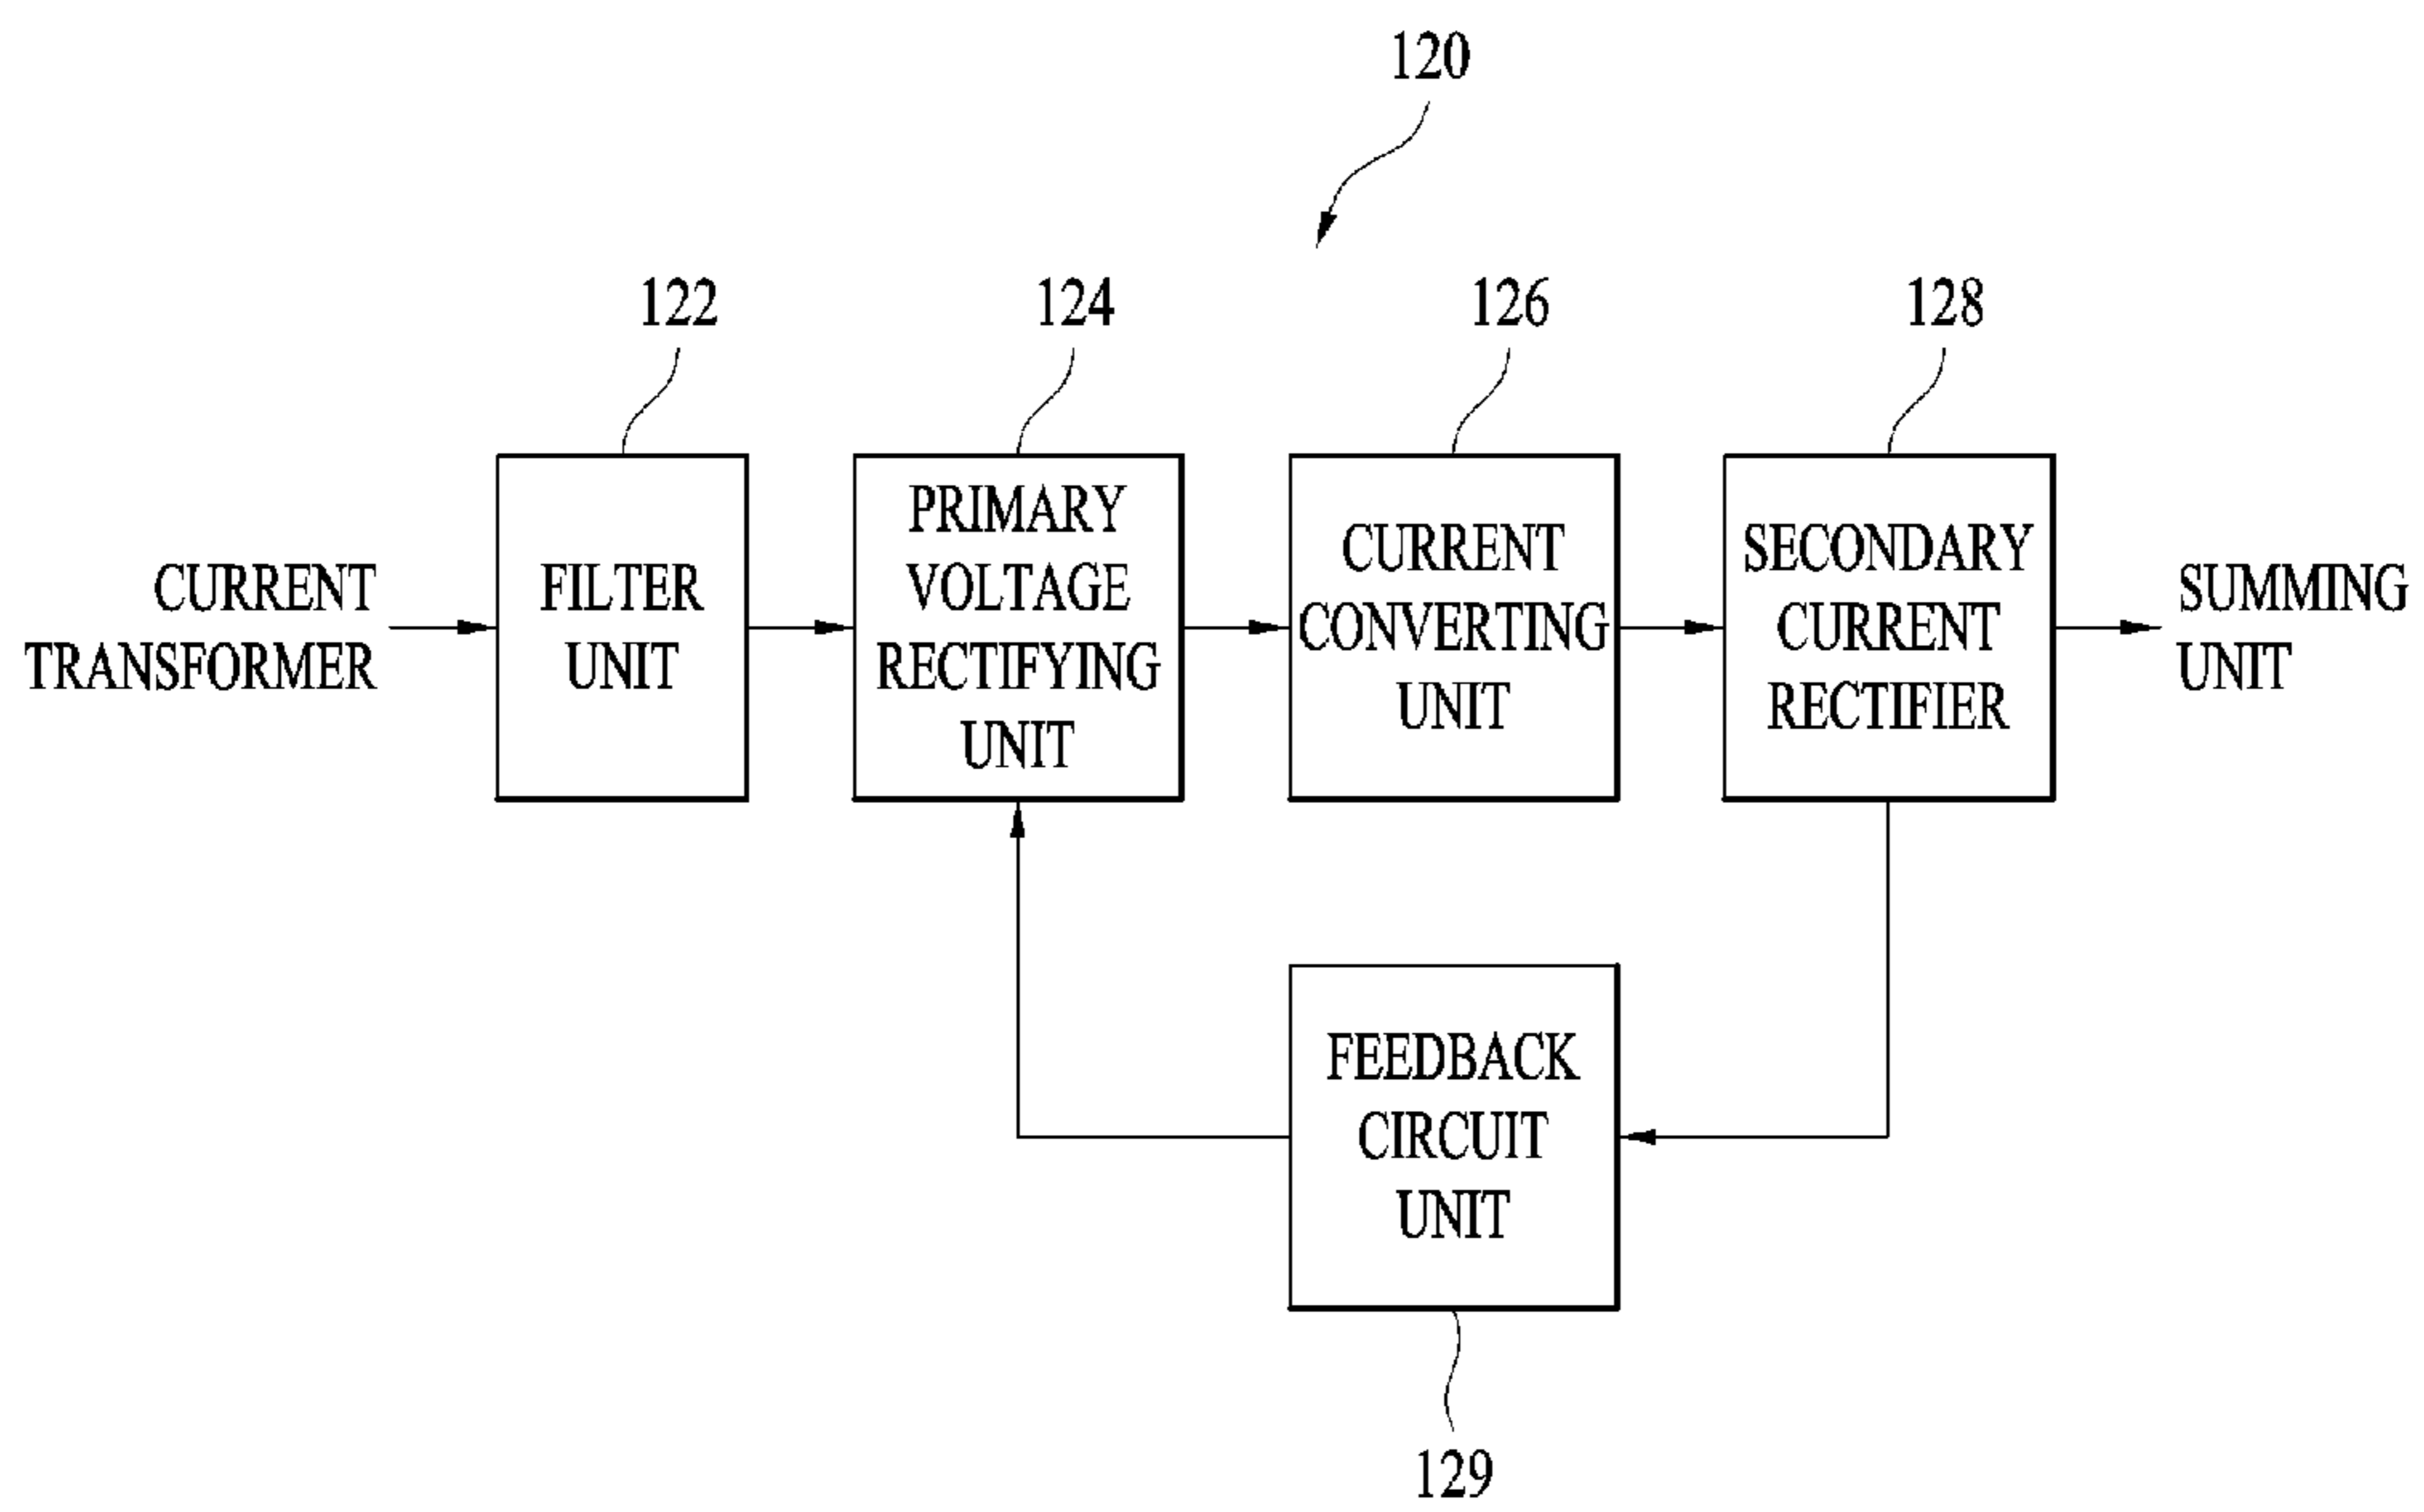 120
122
124
126
128
CURRENT
TRANSFORMER
FILTER
UNIT
PRIMARY
VOLTAGE
RECTIFYING
UNIT
CURRENT
CONVERTING
UNIT
SECONDARY
CURRENT
RECTIFIER
SUMMING
UNIT
FEEDBACK
CIRCUIT
UNIT
129